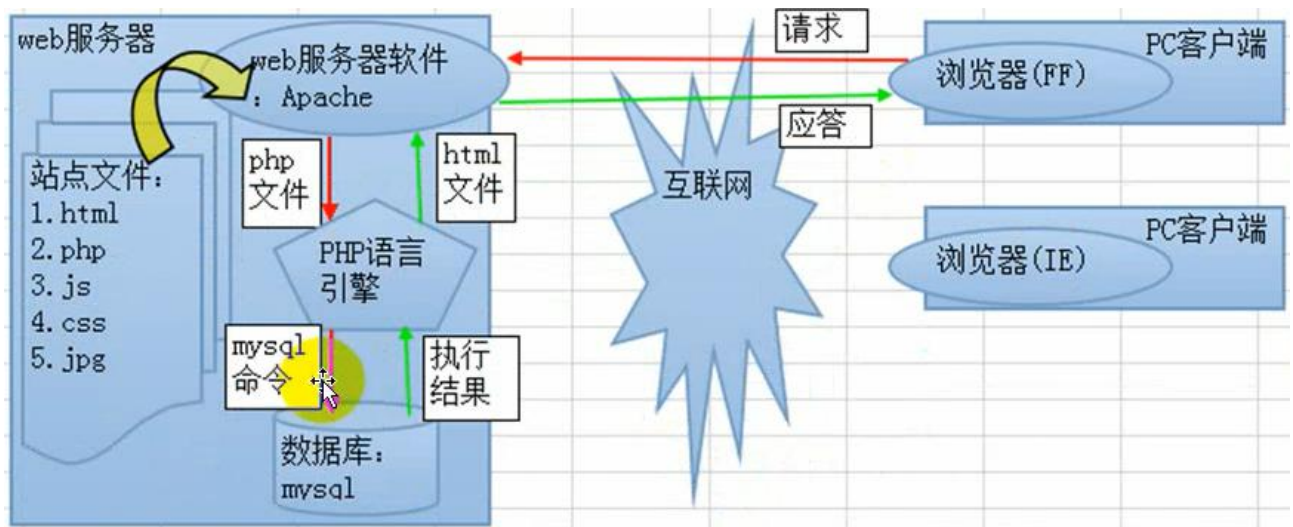 web服务器
web服务器软件
：Apache
站点文件：
1.html
2.php
3.js
4.css
5.jpg
php
文件
html
文件
PHP语言
引擎
mysql
命令
执行
结果
数据库：
mysql
互联网
请求
应答
PC客户端
浏览器(FF)
PC客户端
浏览器(IE)